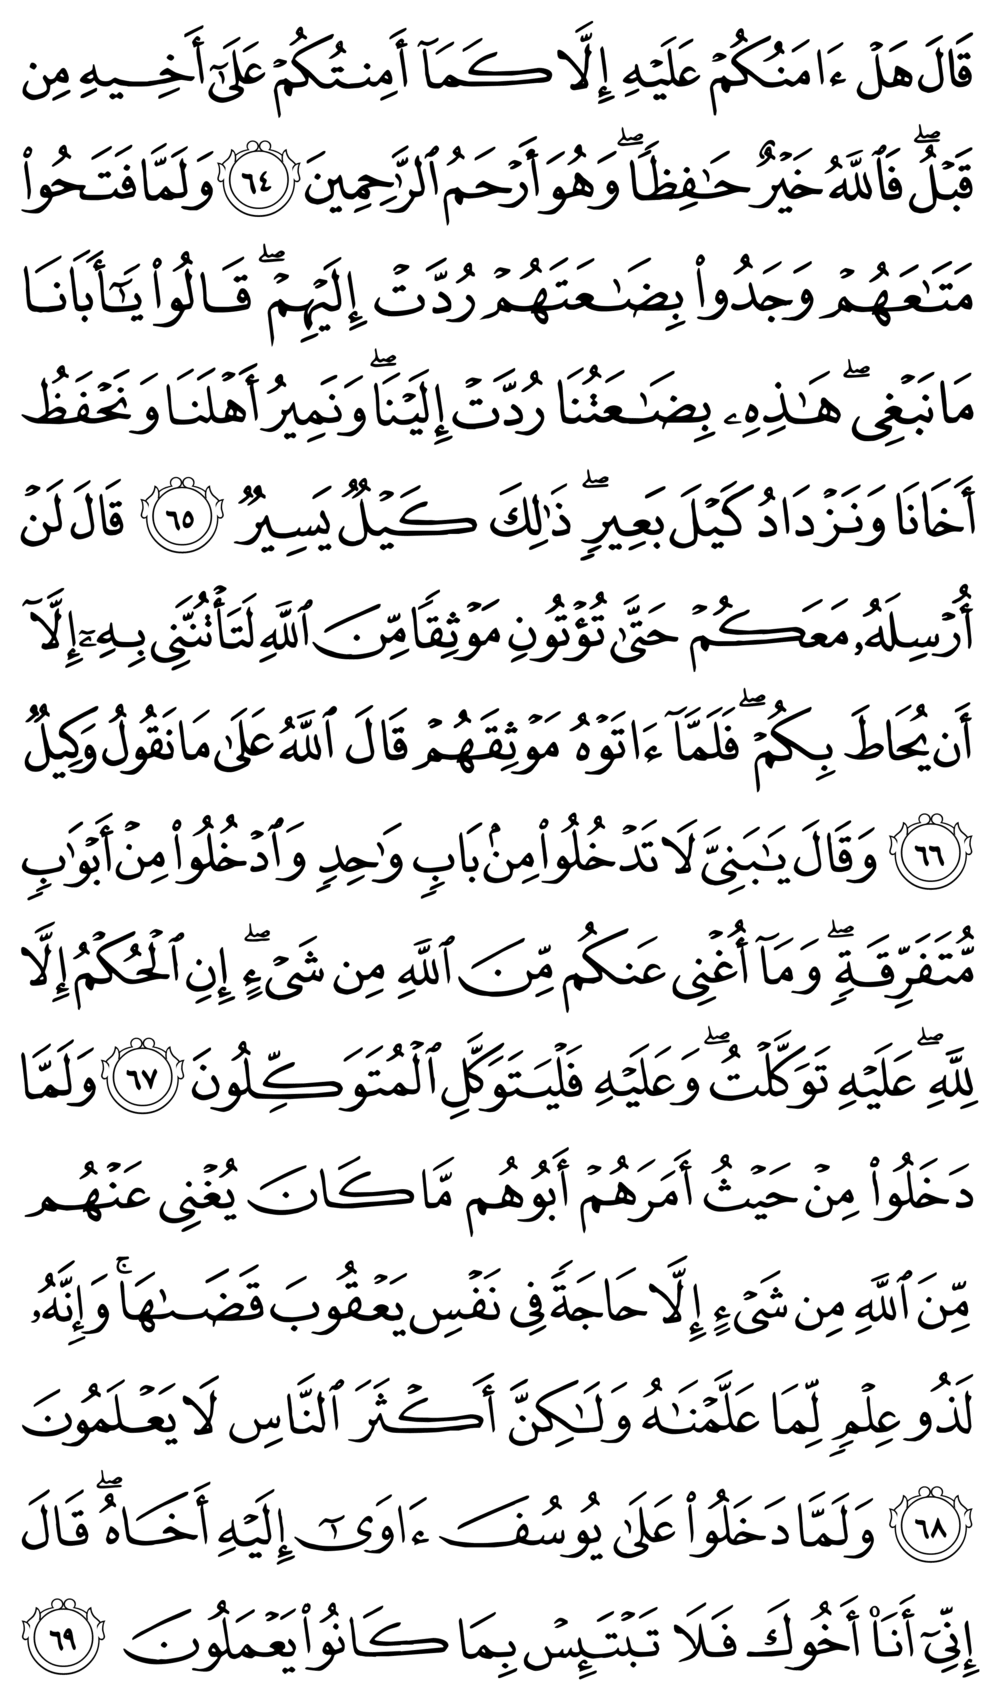 قَالَ هَلۡ ءَامَنُكُمۡ عَلَيۡهِ إِلَّا كَمَآ أَمِنتُكُمۡ عَلَىٰٓ أَخِيهِ مِن
قَبۡلُۖ فَٱللَّهُ خَيۡرٌ حَٰفِظٗاۖ وَهُوَ أَرۡحَمُ ٱلرَّٰحِمِينَ ٦٤ وَلَمَّا فَتَحُواْ
مَتَٰعَهُمۡ وَجَدُواْ بِضَٰعَتَهُمۡ رُدَّتۡ إِلَيۡهِمۡۖ قَالُواْ يَٰٓأَبَانَا
مَا نَبۡغِيۖ هَٰذِهِۦ بِضَٰعَتُنَا رُدَّتۡ إِلَيۡنَاۖ وَنَمِيرُ أَهۡلَنَا وَنَحۡفَظُ
أَخَانَا وَنَزۡدَادُ كَيۡلَ بَعِيرٖۖ ذَٰلِكَ كَيۡلٞ يَسِيرٞ ٦٥ قَالَ لَنۡ
أُرۡسِلَهُۥ مَعَكُمۡ حَتَّىٰ تُؤۡتُونِ مَوۡثِقٗا مِّنَ ٱللَّهِ لَتَأۡتُنَّنِي بِهِۦٓ إِلَّآ
أَن يُحَاطَ بِكُمۡۖ فَلَمَّآ ءَاتَوۡهُ مَوۡثِقَهُمۡ قَالَ ٱللَّهُ عَلَىٰ مَا نَقُولُ وَكِيلٞ
٦٦ وَقَالَ يَٰبَنِيَّ لَا تَدۡخُلُواْ مِنۢ بَابٖ وَٰحِدٖ وَٱدۡخُلُواْ مِنۡ أَبۡوَٰبٖ
مُّتَفَرِّقَةٖۖ وَمَآ أُغۡنِي عَنكُم مِّنَ ٱللَّهِ مِن شَيۡءٍۖ إِنِ ٱلۡحُكۡمُ إِلَّا
لِلَّهِۖ عَلَيۡهِ تَوَكَّلۡتُۖ وَعَلَيۡهِ فَلۡيَتَوَكَّلِ ٱلۡمُتَوَكِّلُونَ ٦٧ وَلَمَّا
دَخَلُواْ مِنۡ حَيۡثُ أَمَرَهُمۡ أَبُوهُم مَّا كَانَ يُغۡنِي عَنۡهُم
مِّنَ ٱللَّهِ مِن شَيۡءٍ إِلَّا حَاجَةٗ فِي نَفۡسِ يَعۡقُوبَ قَضَىٰهَاۚ وَإِنَّهُۥ
لَذُو عِلۡمٖ لِّمَا عَلَّمۡنَٰهُ وَلَٰكِنَّ أَكۡثَرَ ٱلنَّاسِ لَا يَعۡلَمُونَ
٦٨ وَلَمَّا دَخَلُواْ عَلَىٰ يُوسُفَ ءَاوَىٰٓ إِلَيۡهِ أَخَاهُۖ قَالَ
إِنِّيٓ أَنَا۠ أَخُوكَ فَلَا تَبۡتَئِسۡ بِمَا كَانُواْ يَعۡمَلُونَ ٦٩